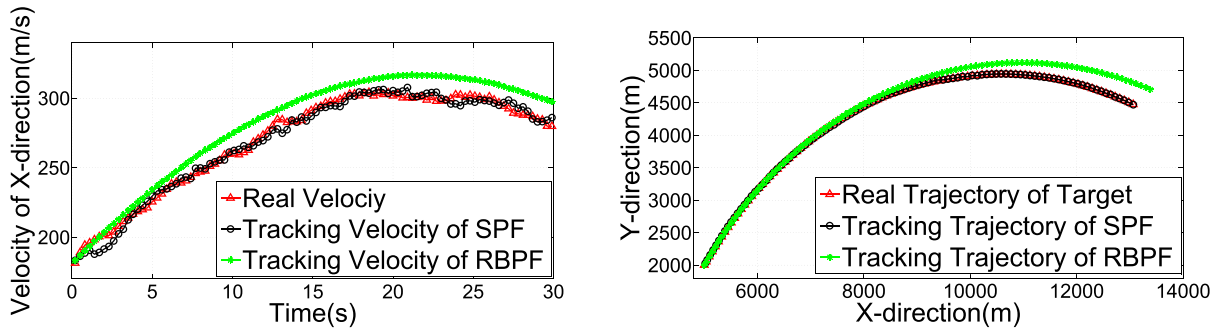 Velocity of X-direction(m/s)
300
250
200
0
5
10
15
20
25
30
Time(s)
Real Velociy
Tracking Velocity of SPF
Tracking Velocity of RBPF
Y-direction(m)
5500
5000
4500
4000
3500
3000
2500
2000
6000
8000
10000
12000
14000
X-direction(m)
Real Trajectory of Target
Tracking Trajectory of SPF
Tracking Trajectory of RBPF